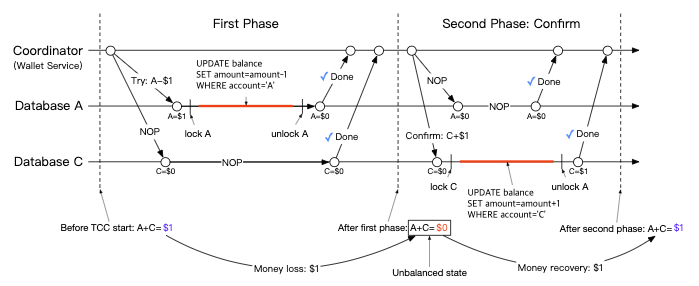 First Phase
Second Phase: Confirm
Coordinator
(Wallet Service)
UPDATE balance
SET amount=amount-1
WHERE account='A'
Try: A-$1
✓ Done
NOP
✓ Done
Database A
A=$1
A=$0
A=$0
NOP
A=$0
lock A
unlock A
NOP
✓ Done
Confirm: C+$1
✓ Done
Database C
C=$0
NOP
C=$0
C=$0
C=$1
lock C
unlock A
UPDATE balance
SET amount=amount+1
WHERE account='C'
Before TCC start: A+C= $1
After first phase: A+C= $0
After second phase: A+C= $1
Money loss: $1
Unbalanced state
Money recovery: $1